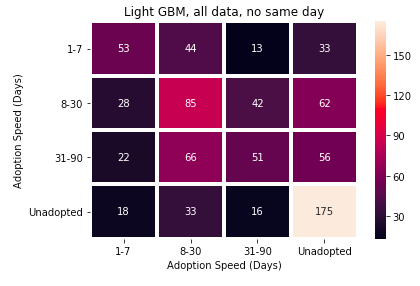 Light GBM, all data, no same day
Adoption Speed (Days)
1-7 53 44 13 33
8-30 28 85 42 62
31-90 22 66 51 56
Unadopted 18 33 16 175
1-7 8-30 31-90 Unadopted
Adoption Speed (Days)
150
120
90
60
30